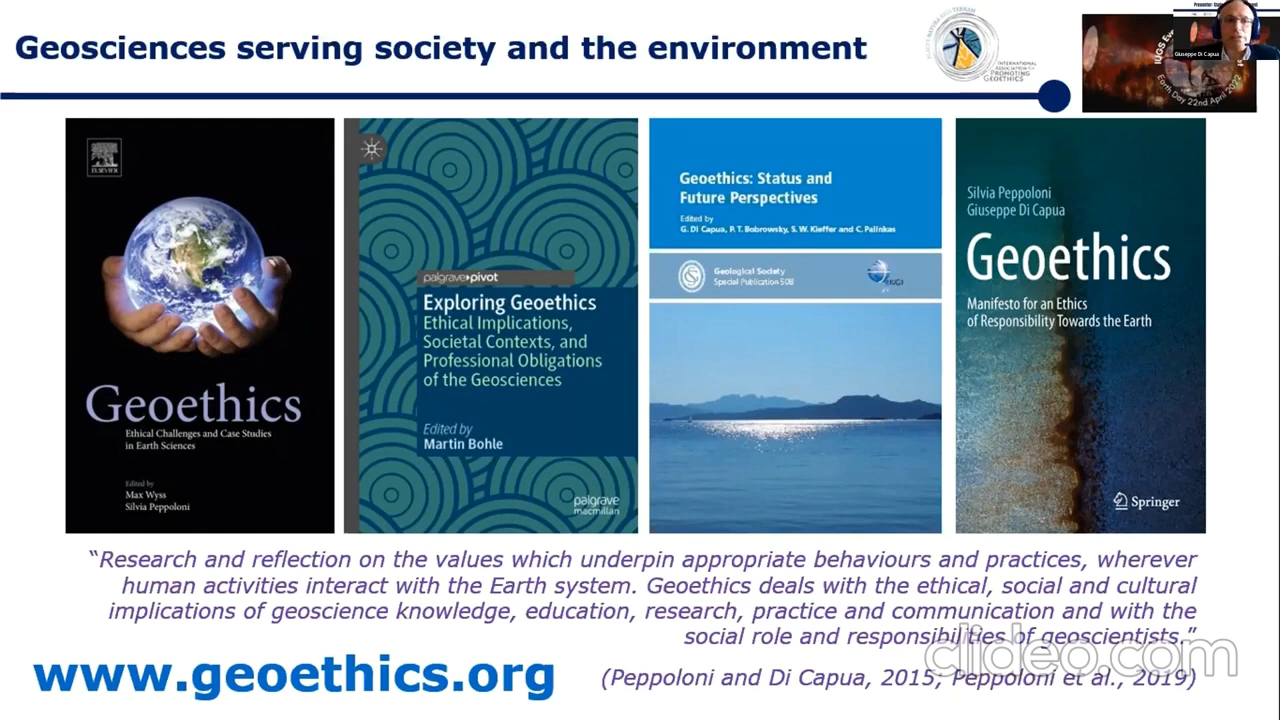 Geosciences serving society and the environment
INTERNATIONAL
ASSOCIATION FOR
PROMOTING
GEOETHICS
Giuseppe Di Capua
Earth Day 22nd April 2022
ELSEVIER
Geoethics
Ethical Challenges and Case Studies
in Earth Sciences
Edited by
Max Wyss
Silvia Peppoloni
palgrave pivot
Exploring Geoethics
Ethical Implications,
Societal Contexts, and
Professional Obligations
of the Geosciences
Edited by
Martin Bohle
palgrave
macmillan
Geoethics: Status and
Future Perspectives
Edited by
G. Di Capua, P. T. Bobrowsky, S. W. Kieffer and C. Palinkas
Geological Society
Special Publication 508
IUGS
Silvia Peppoloni
Giuseppe Di Capua
Geoethics
Manifesto for an Ethics
of Responsibility Towards the Earth
Springer
“Research and reflection on the values which underpin appropriate behaviours and practices, wherever
human activities interact with the Earth system. Geoethics deals with the ethical, social and cultural
implications of geoscience knowledge, education, research, practice and communication and with the
social role and responsibilities of geoscientists.”
clideo.com
www.geoethics.org
(Peppoloni and Di Capua, 2015; Peppoloni et al., 2019)